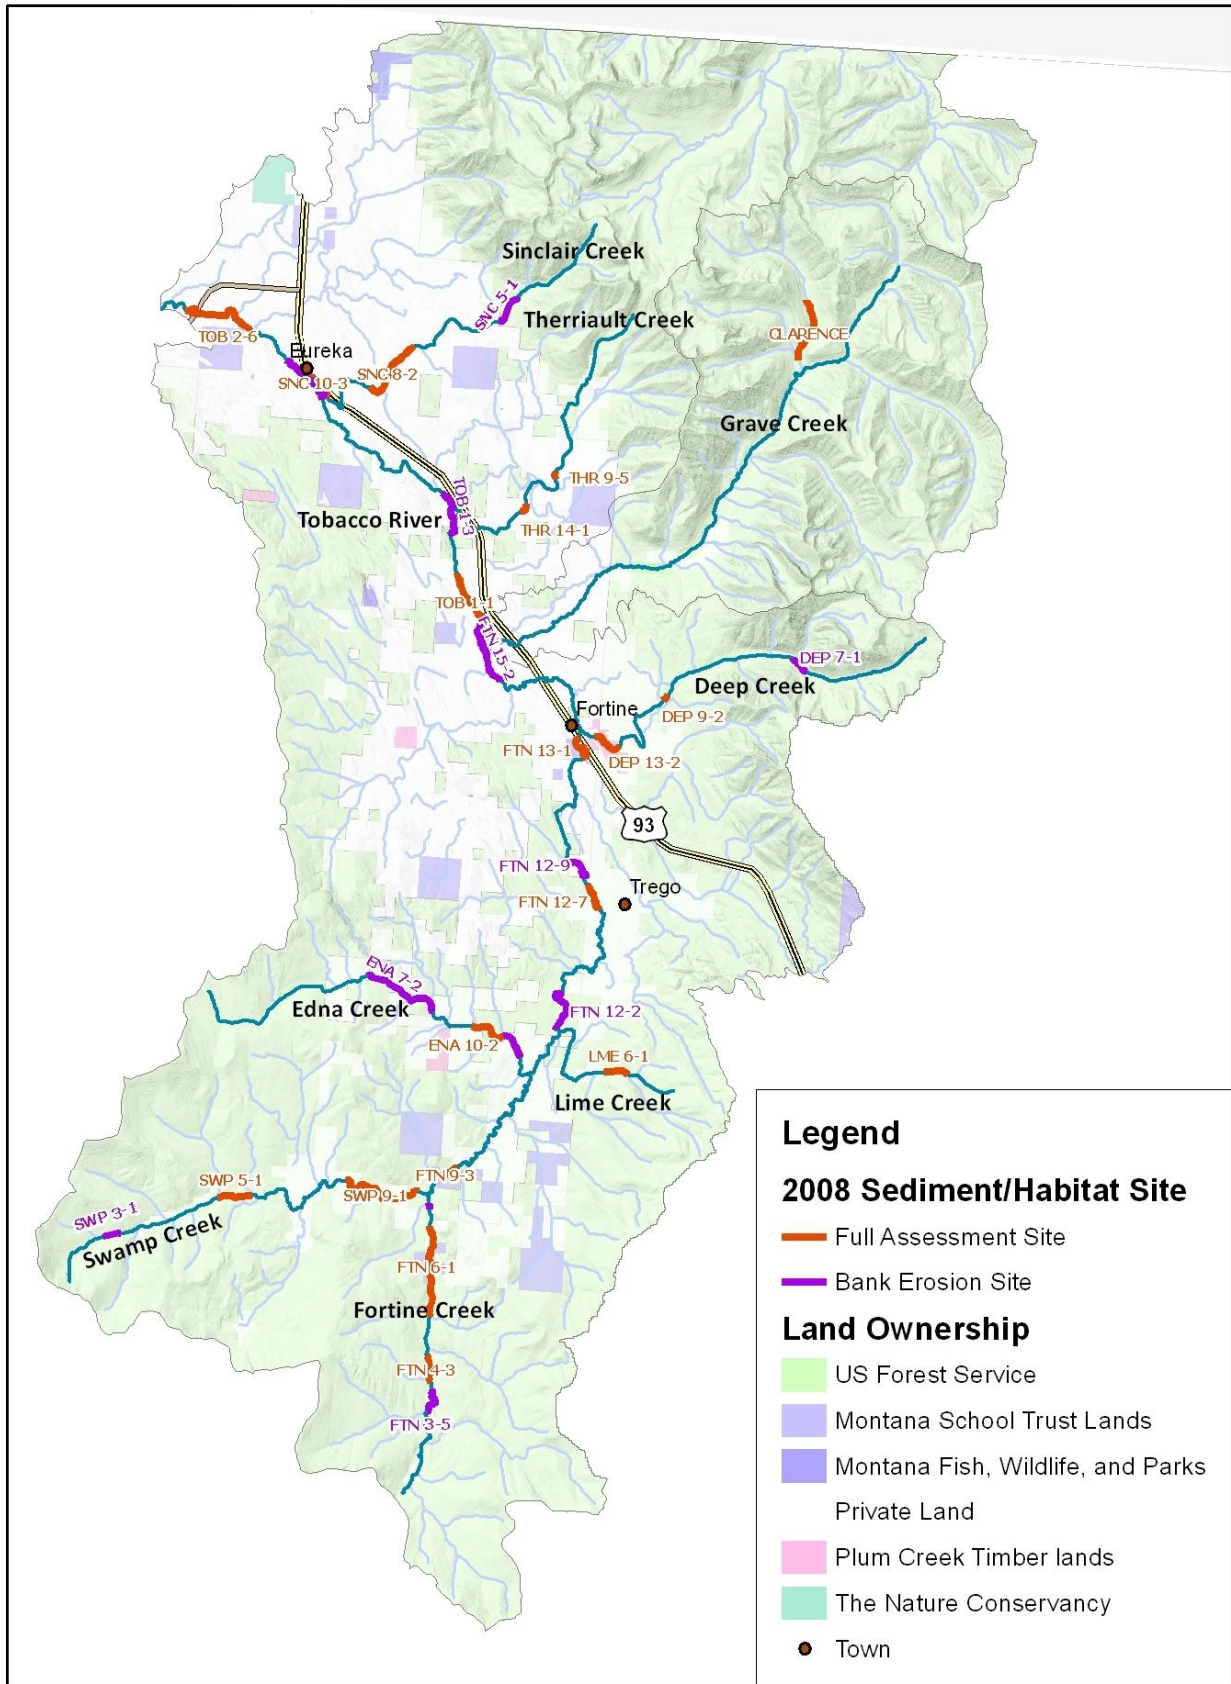 Sinclair Creek
SNC 5-1
Therriault Creek
CLARENCE
TOB 2-6
Eureka
SNC 8-2
SNC 10-3
Grave Creek
THR 9-5
TOB 1-3
Tobacco River
THR 14-1
TOB 1-1
FTN 15-2
DEP 7-1
Deep Creek
Fortine
DEP 9-2
FTN 13-1
DEP 13-2
93
FTN 12-9
Trego
FTN 12-7
ENA 7-2
Edna Creek
FTN 12-2
ENA 10-2
LME 6-1
Lime Creek
FTN 9-3
SWP 5-1
SWP 9-1
SWP 3-1
Swamp Creek
FTN 6-1
Fortine Creek
FTN 4-3
FTN 3-5
Legend
2008 Sediment/Habitat Site
Full Assessment Site
Bank Erosion Site
Land Ownership
US Forest Service
Montana School Trust Lands
Montana Fish, Wildlife, and Parks
Private Land
Plum Creek Timber lands
The Nature Conservancy
Town